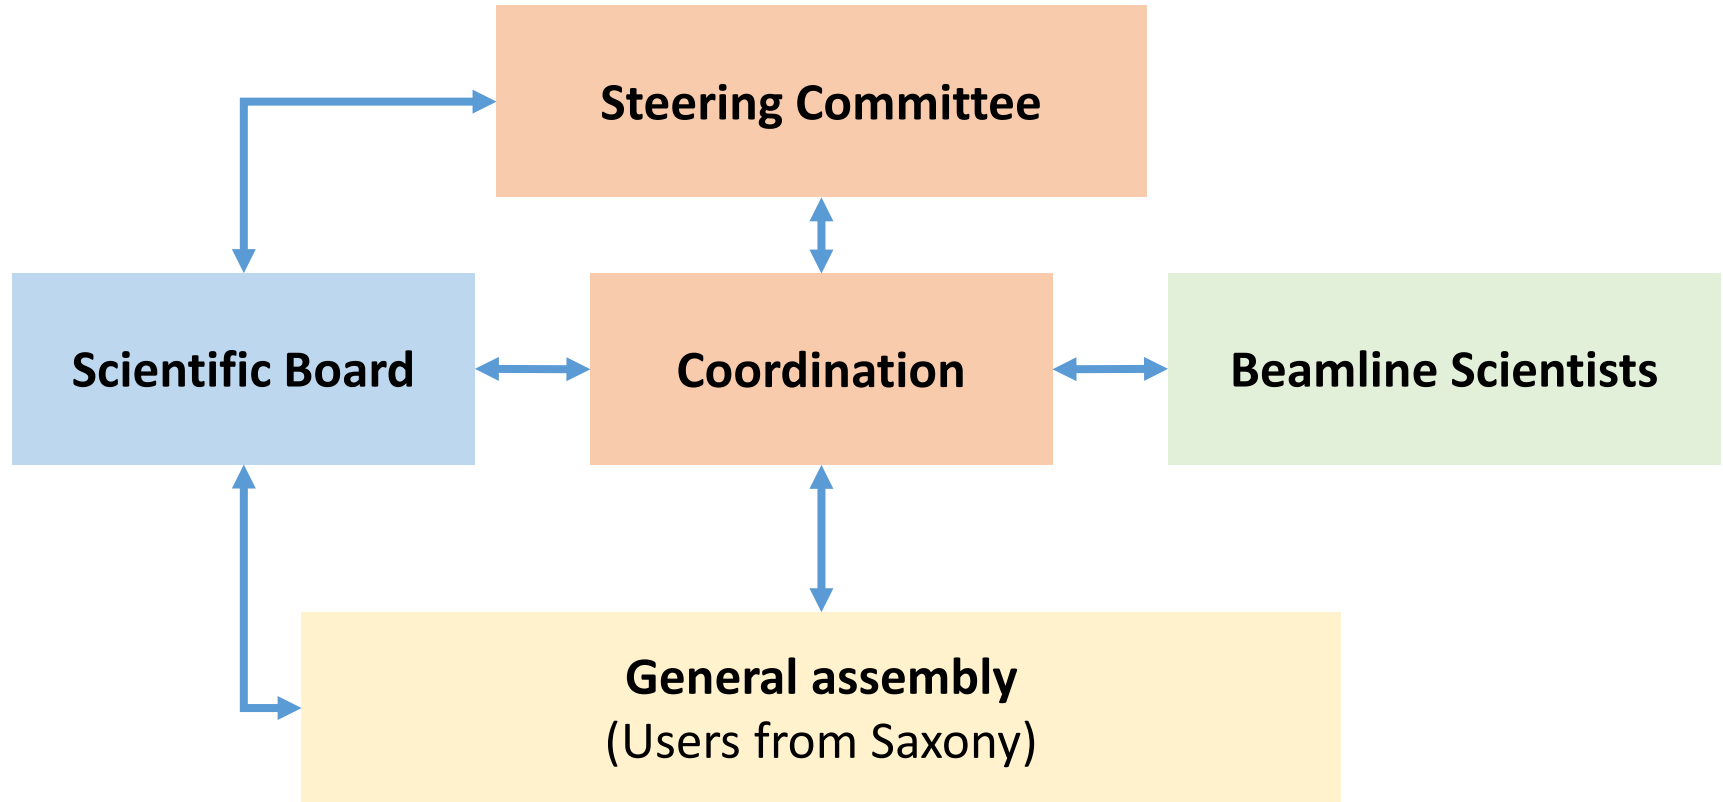 Steering Committee
Scientific Board
Coordination
Beamline Scientists
General assembly
(Users from Saxony)